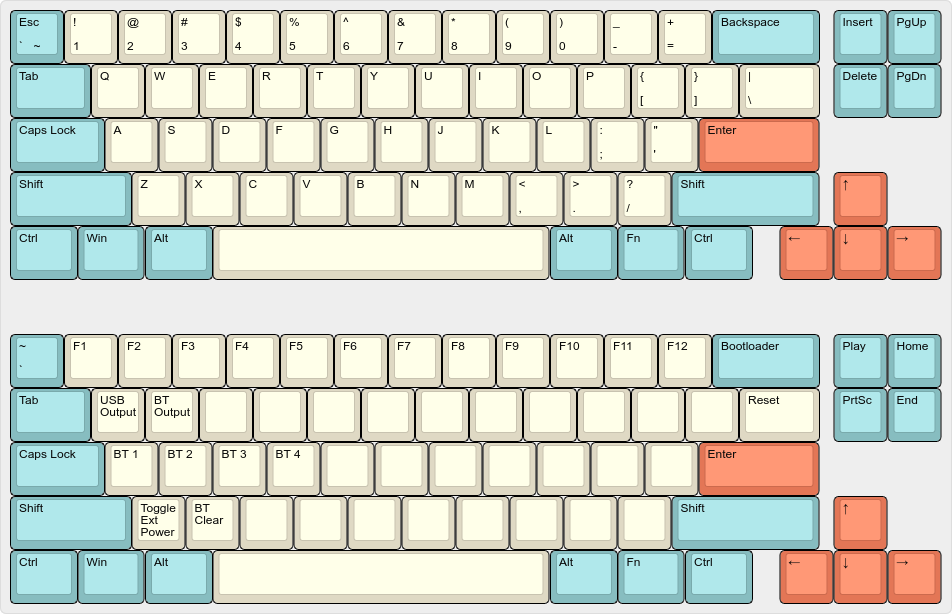 Esc ! @ # $ % ^ & * ( ) _ + Backspace Insert PgUp
` ~ 1 2 3 4 5 6 7 8 9 0 - =
Tab Q W E R T Y U I O P { } | Delete PgDn
[ ] \
Caps Lock A S D F G H J K L : " Enter
; '
Shift Z X C V B N M < > ? Shift ↑
, . /
Ctrl Win Alt Alt Fn Ctrl ← ↓ →
~ F1 F2 F3 F4 F5 F6 F7 F8 F9 F10 F11 F12 Bootloader Play Home
`
Tab USB BT Reset PrtSc End
Output Output
Caps Lock BT 1 BT 2 BT 3 BT 4 Enter
Shift Toggle BT Shift ↑
Ext Clear
Power
Ctrl Win Alt Alt Fn Ctrl ← ↓ →